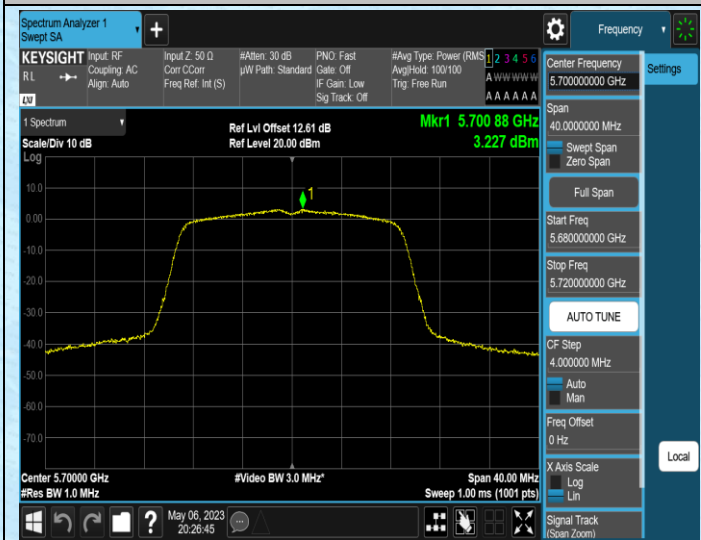 Spectrum Analyzer 1
Swept SA
+
Frequency
KEYSIGHT
R L
LXI
Input: RF
Coupling: AC
Align: Auto
Input Z: 50 Ω
Corr CCorr
Freq Ref: Int (S)
#Atten: 30 dB
µW Path: Standard
PNO: Fast
Gate: Off
IF Gain: Low
Sig Track: Off
#Avg Type: Power (RMS
Avg|Hold: 100/100
Trig: Free Run
1 2 3 4 5 6
A W W W W W
A A A A A A
1 Spectrum
Scale/Div 10 dB
Log
Ref Lvl Offset 12.61 dB
Ref Level 20.00 dBm
Mkr1 5.700 88 GHz
3.227 dBm
1
10.0
0.00
-10.0
-20.0
-30.0
-40.0
-50.0
-60.0
-70.0
Center 5.70000 GHz
#Res BW 1.0 MHz
#Video BW 3.0 MHz*
Span 40.00 MHz
Sweep 1.00 ms (1001 pts)
?
May 06, 2023
20:26:45
Center Frequency
5.700000000 GHz
Settings
Span
40.0000000 MHz
Swept Span
Zero Span
Full Span
Start Freq
5.680000000 GHz
Stop Freq
5.720000000 GHz
AUTO TUNE
CF Step
4.000000 MHz
Auto
Man
Freq Offset
0 Hz
X Axis Scale
Log
Lin
Local
Signal Track
(Span Zoom)